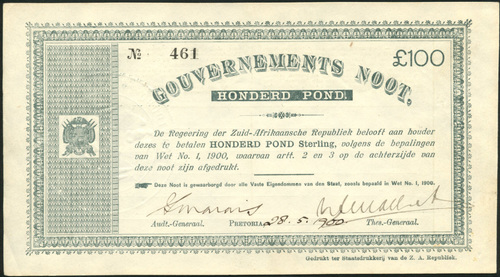 № 461
£100
GOUVERNEMENTS NOOT,
HONDERD POND.
De Regeering der Zuid-Afrikaansche Republiek belooft aan houder
dezes te betalen HONDERD POND Sterling, volgens de bepalingen
van Wet No. 1, 1900, waarvan artt. 2 en 3 op de achterzijde van
deze noot zijn afgedrukt.
Deze Noot is gewaarborgd door alle Vaste Eigendommen van den Staat, zooals bepaald in Wet No. 1, 1900.
Audt.-Generaal. PRETORIA, 28.5.1900 Thes.-Generaal.
Gedrukt ter Staatsdrukkerij van de Z. A. Republiek.